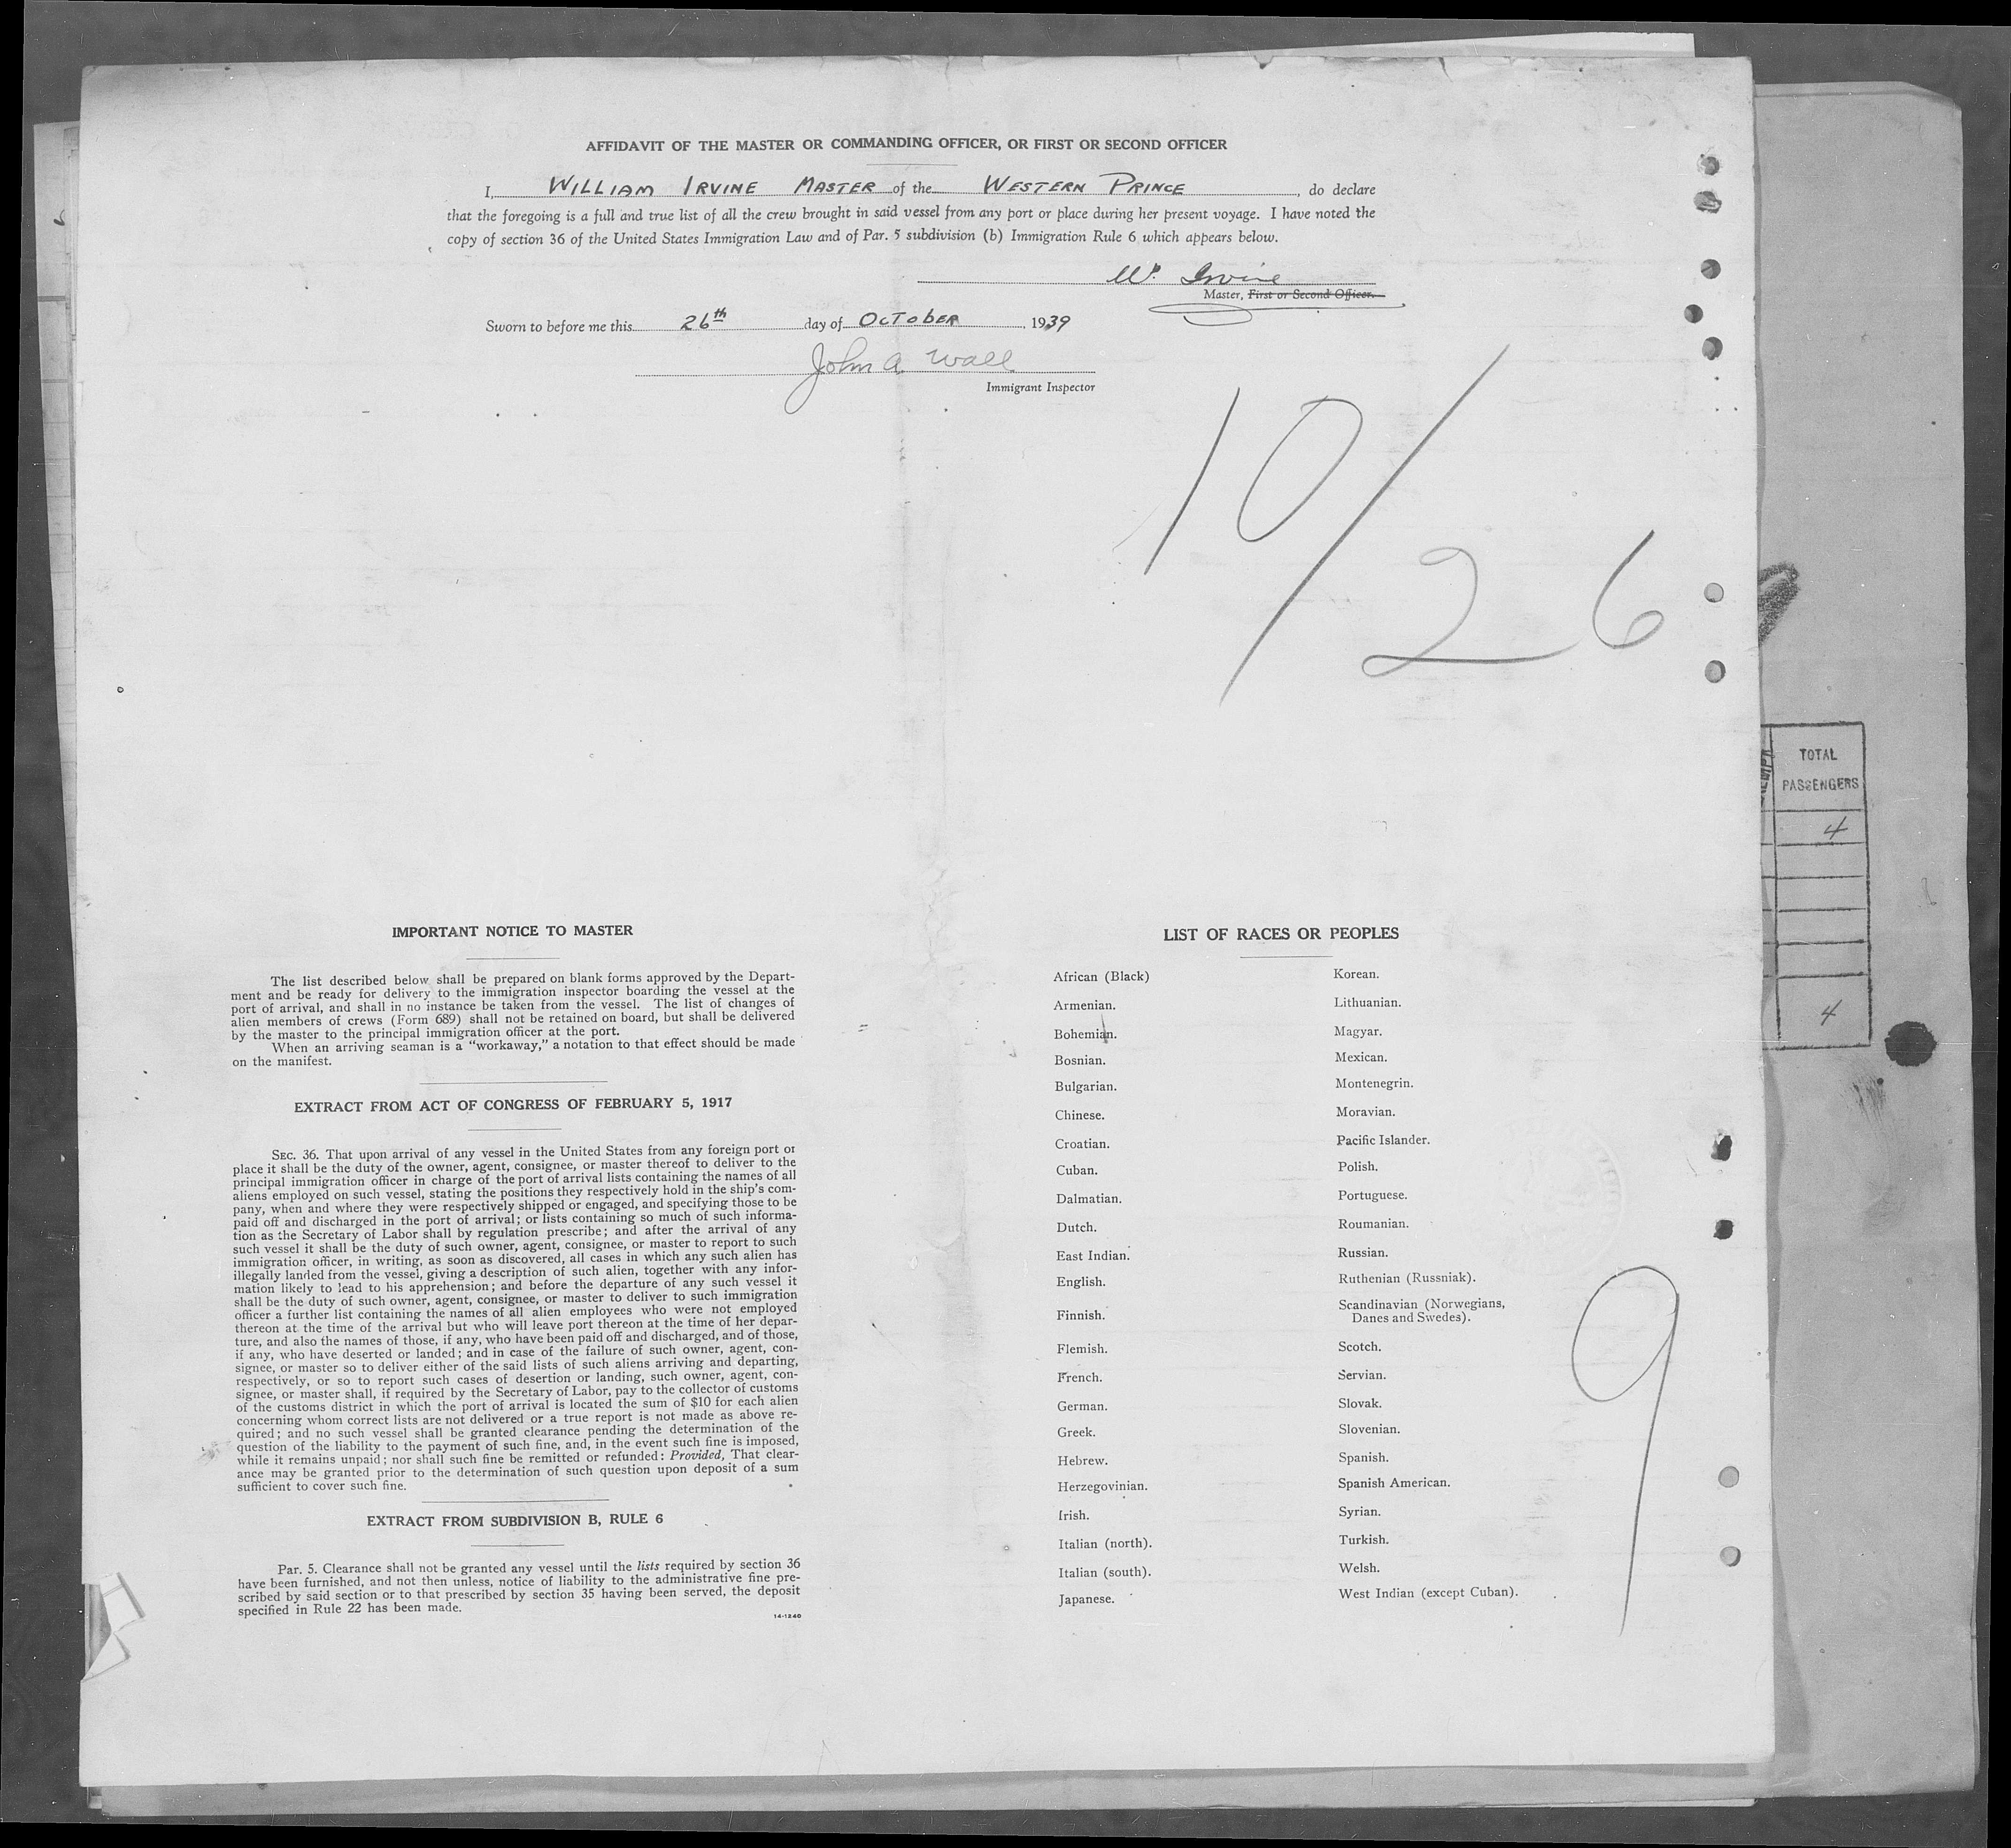 AFFIDAVIT OF THE MASTER OR COMMANDING OFFICER, OR FIRST OR SECOND OFFICER
I, WILLIAM IRVINE MASTER of the WESTERN PRINCE, do declare
that the foregoing is a full and true list of all the crew brought in said vessel from any port or place during her present voyage. I have noted the
copy of section 36 of the United States Immigration Law and of Par. 5 subdivision (b) Immigration Rule 6 which appears below.
Wm. Irvine
Master, First or Second Officer.
Sworn to before me this 26th day of OCTOBER, 1939
John A. Wall
Immigrant Inspector
10/26
TOTAL
PASSENGERS
4
4
IMPORTANT NOTICE TO MASTER
The list described below shall be prepared on blank forms approved by the Depart-
ment and be ready for delivery to the immigration inspector boarding the vessel at the
port of arrival, and shall in no instance be taken from the vessel. The list of changes of
alien members of crews (Form 689) shall not be retained on board, but shall be delivered
by the master to the principal immigration officer at the port.
When an arriving seaman is a "workaway," a notation to that effect should be made
on the manifest.
EXTRACT FROM ACT OF CONGRESS OF FEBRUARY 5, 1917
SEC. 36. That upon arrival of any vessel in the United States from any foreign port or
place it shall be the duty of the owner, agent, consignee, or master thereof to deliver to the
principal immigration officer in charge of the port of arrival lists containing the names of all
aliens employed on such vessel, stating the positions they respectively hold in the ship's com-
pany, when and where they were respectively shipped or engaged, and specifying those to be
paid off and discharged in the port of arrival; or lists containing so much of such informa-
tion as the Secretary of Labor shall by regulation prescribe; and after the arrival of any
such vessel it shall be the duty of such owner, agent, consignee, or master to report to such
immigration officer, in writing, as soon as discovered, all cases in which any such alien has
illegally landed from the vessel, giving a description of such alien, together with any infor-
mation likely to lead to his apprehension; and before the departure of any such vessel it
shall be the duty of such owner, agent, consignee, or master to deliver to such immigration
officer a further list containing the names of all alien employees who were not employed
thereon at the time of the arrival but who will leave port thereon at the time of her depar-
ture, and also the names of those, if any, who have been paid off and discharged, and of those,
if any, who have deserted or landed; and in case of the failure of such owner, agent, con-
signee, or master so to deliver either of the said lists of such aliens arriving and departing,
respectively, or so to report such cases of desertion or landing, such owner, agent, con-
signee, or master shall, if required by the Secretary of Labor, pay to the collector of customs
of the customs district in which the port of arrival is located the sum of $10 for each alien
concerning whom correct lists are not delivered or a true report is not made as above re-
quired; and no such vessel shall be granted clearance pending the determination of the
question of the liability to the payment of such fine, and, in the event such fine is imposed,
while it remains unpaid; nor shall such fine be remitted or refunded: Provided, That clear-
ance may be granted prior to the determination of such question upon deposit of a sum
sufficient to cover such fine.
EXTRACT FROM SUBDIVISION B, RULE 6
Par. 5. Clearance shall not be granted any vessel until the lists required by section 36
have been furnished, and not then unless, notice of liability to the administrative fine pre-
scribed by said section or to that prescribed by section 35 having been served, the deposit
specified in Rule 22 has been made.
14-1240
LIST OF RACES OR PEOPLES
African (Black)
Armenian.
Bohemian.
Bosnian.
Bulgarian.
Chinese.
Croatian.
Cuban.
Dalmatian.
Dutch.
East Indian.
English.
Finnish.
Flemish.
French.
German.
Greek.
Hebrew.
Herzegovinian.
Irish.
Italian (north).
Italian (south).
Japanese.
Korean.
Lithuanian.
Magyar.
Mexican.
Montenegrin.
Moravian.
Pacific Islander.
Polish.
Portuguese.
Roumanian.
Russian.
Ruthenian (Russniak).
Scandinavian (Norwegians,
Danes and Swedes).
Scotch.
Servian.
Slovak.
Slovenian.
Spanish.
Spanish American.
Syrian.
Turkish.
Welsh.
West Indian (except Cuban).
9